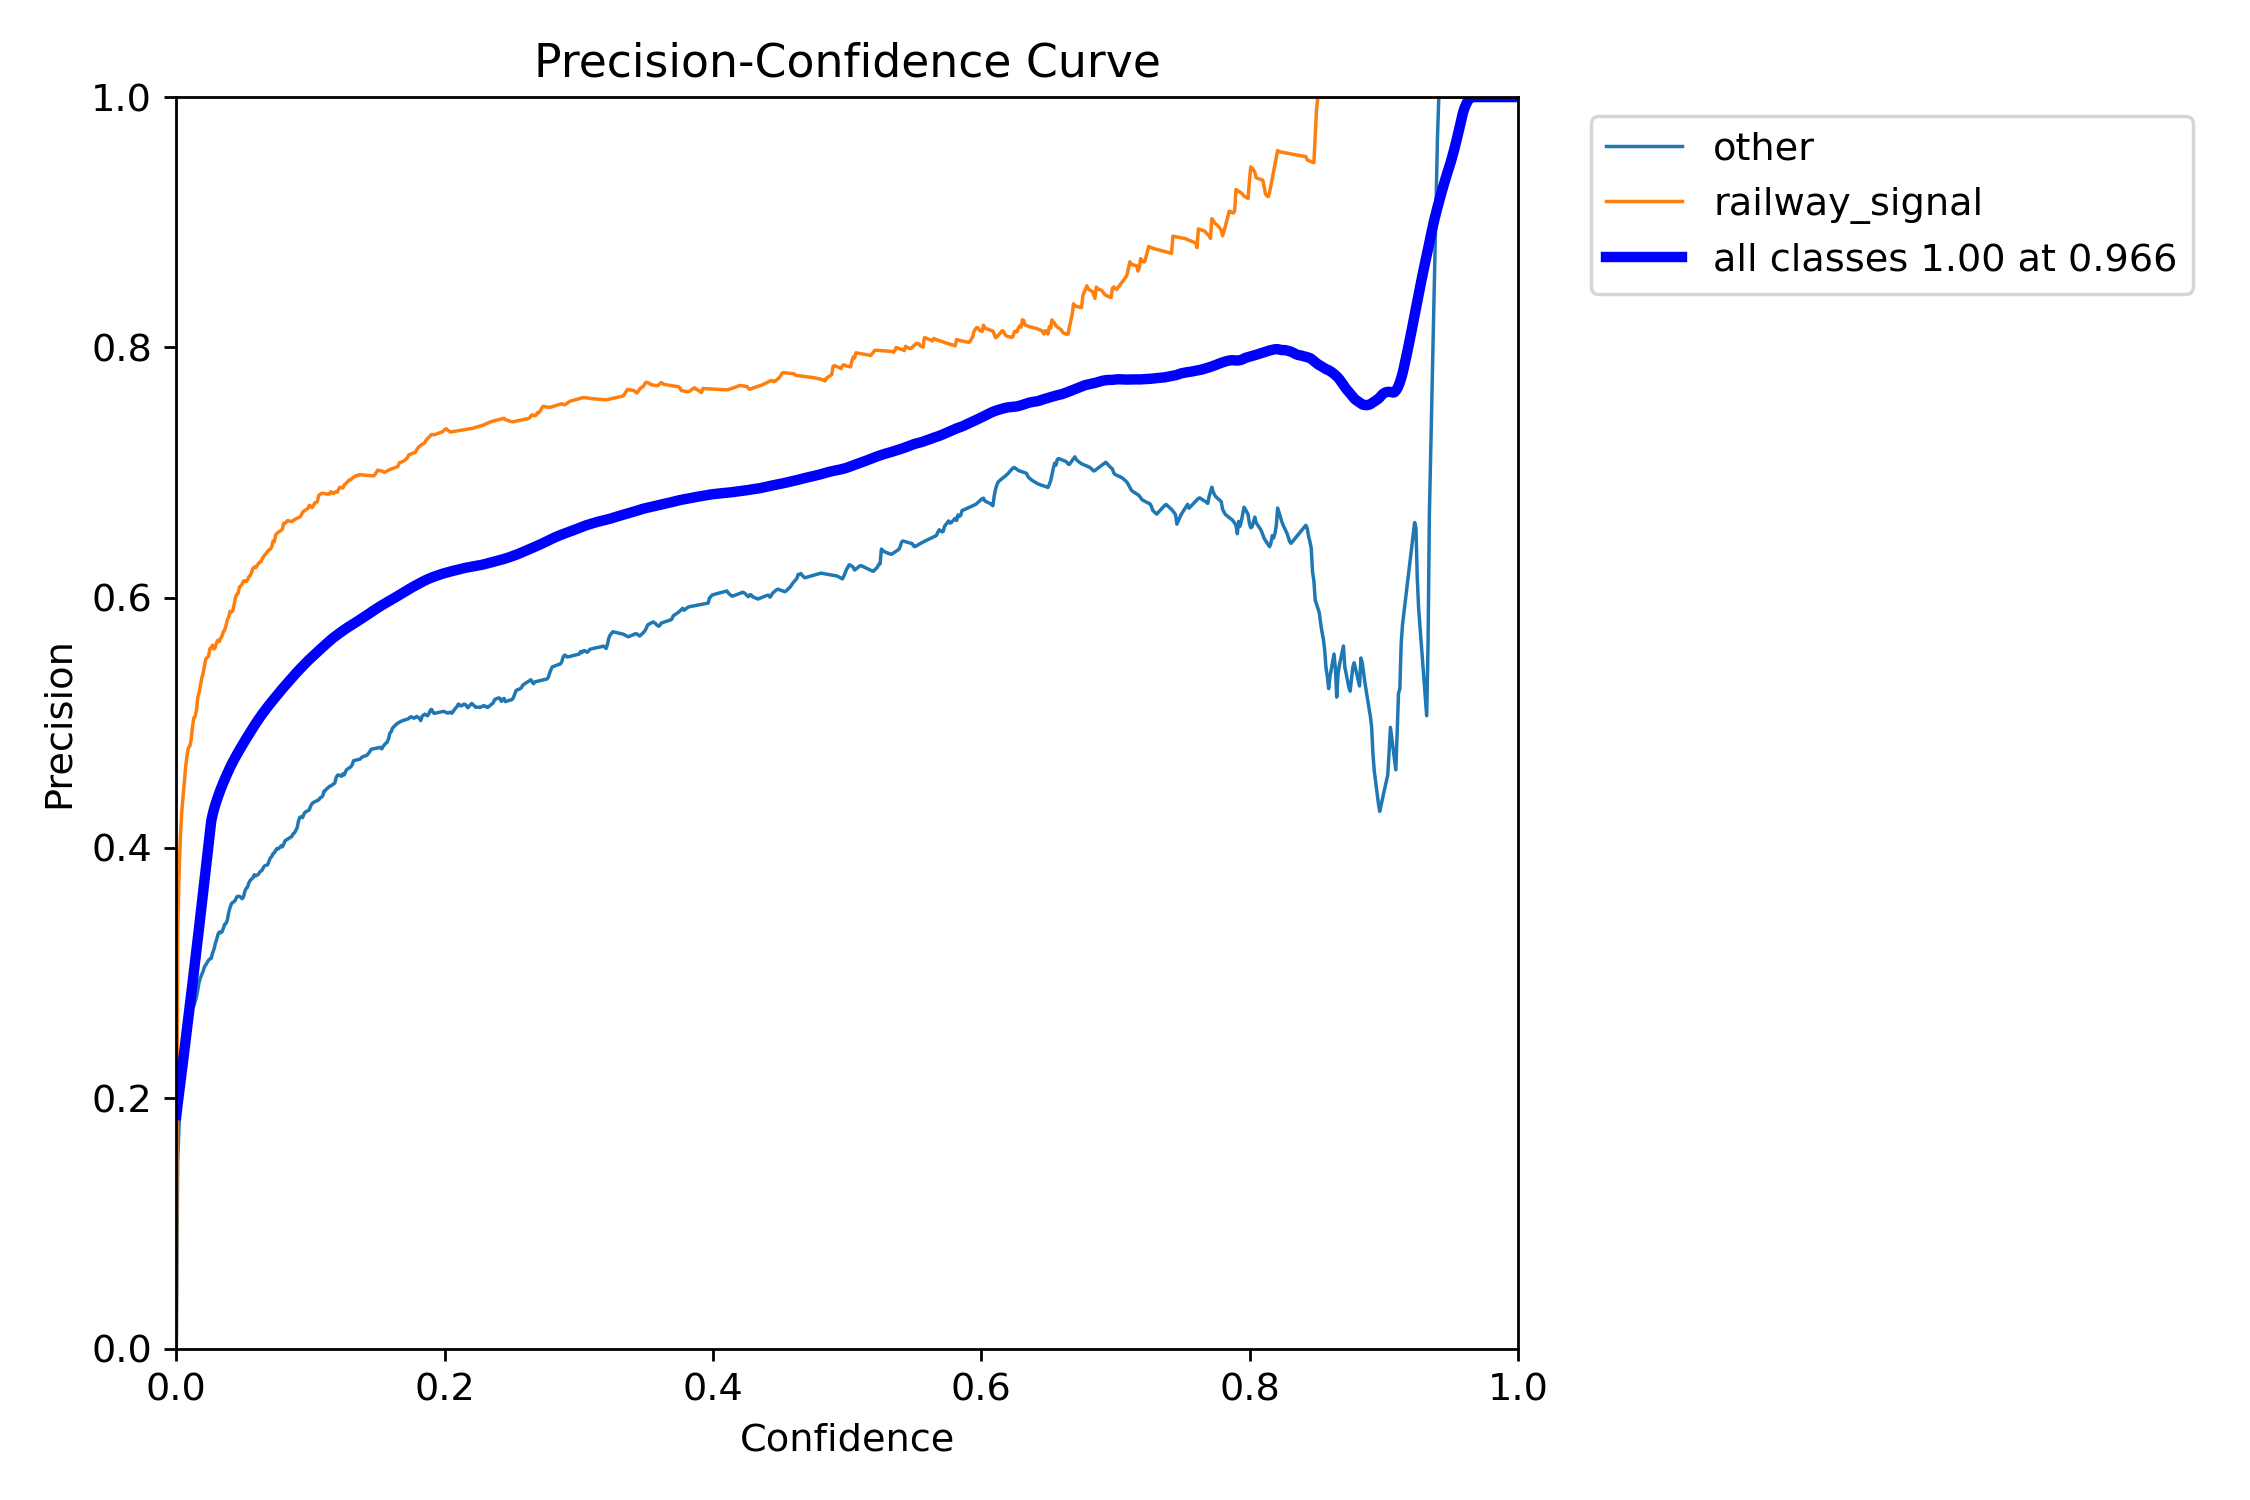 Precision-Confidence Curve
1.0
0.8
0.6
0.4
0.2
0.0
Precision
0.0 0.2 0.4 0.6 0.8 1.0
Confidence
other
railway_signal
all classes 1.00 at 0.966